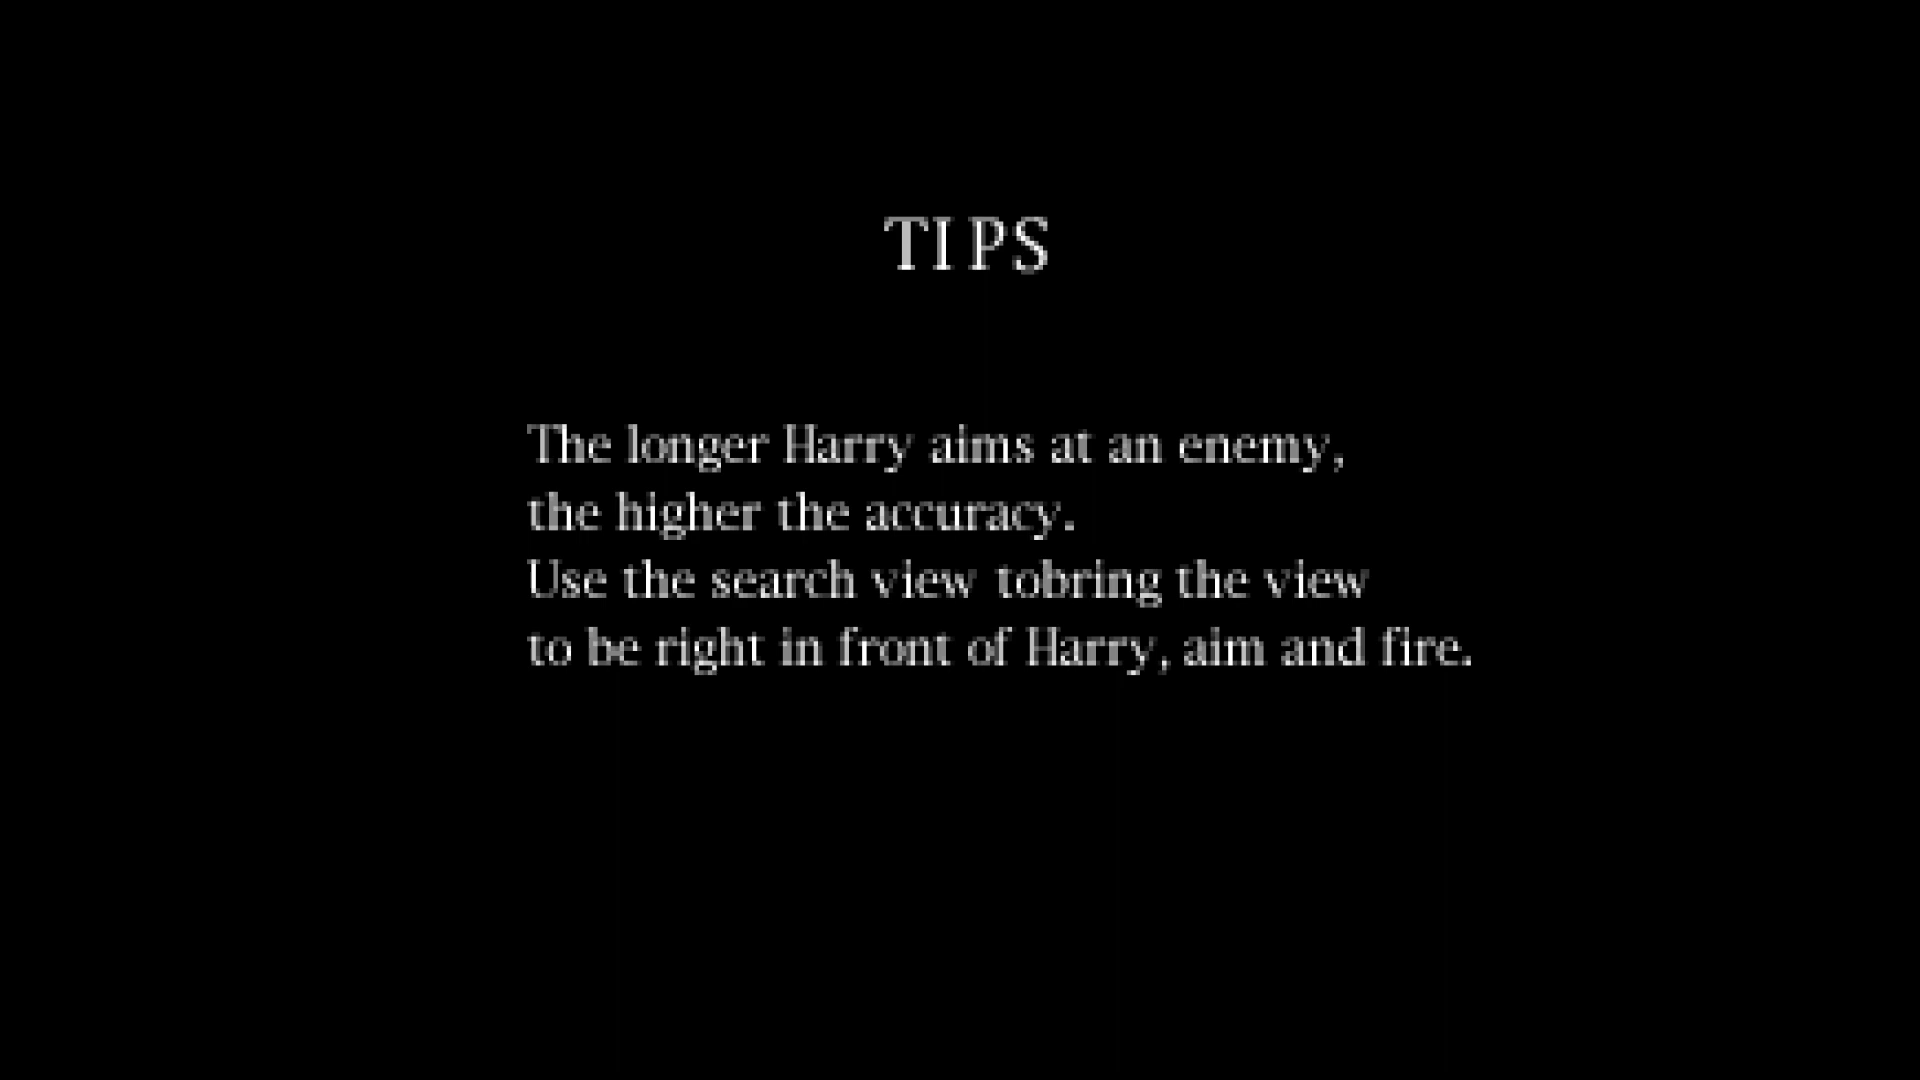 TIPS
The longer Harry aims at an enemy,
the higher the accuracy.
Use the search view tobring the view
to be right in front of Harry, aim and fire.